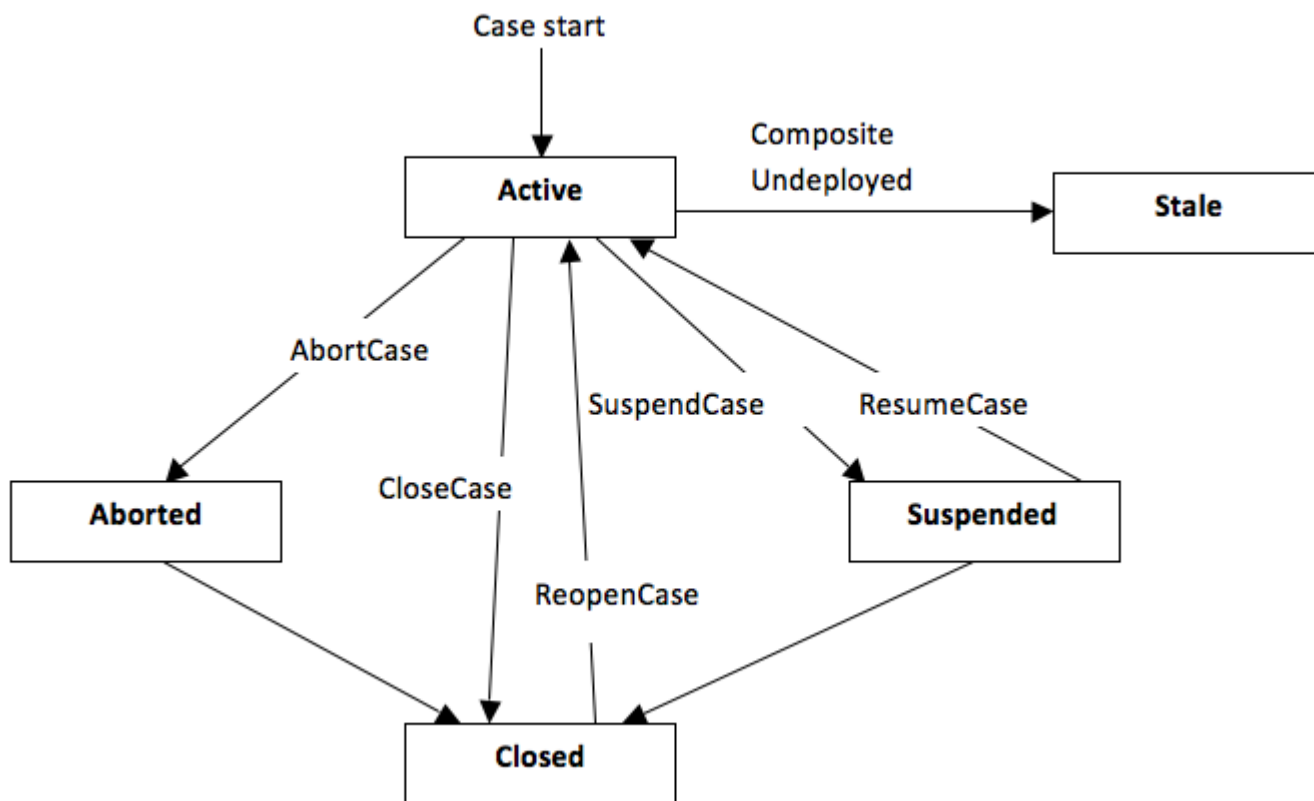 Case start
Composite
Undeployed
Active
Stale
AbortCase
SuspendCase
ResumeCase
CloseCase
Aborted
Suspended
ReopenCase
Closed